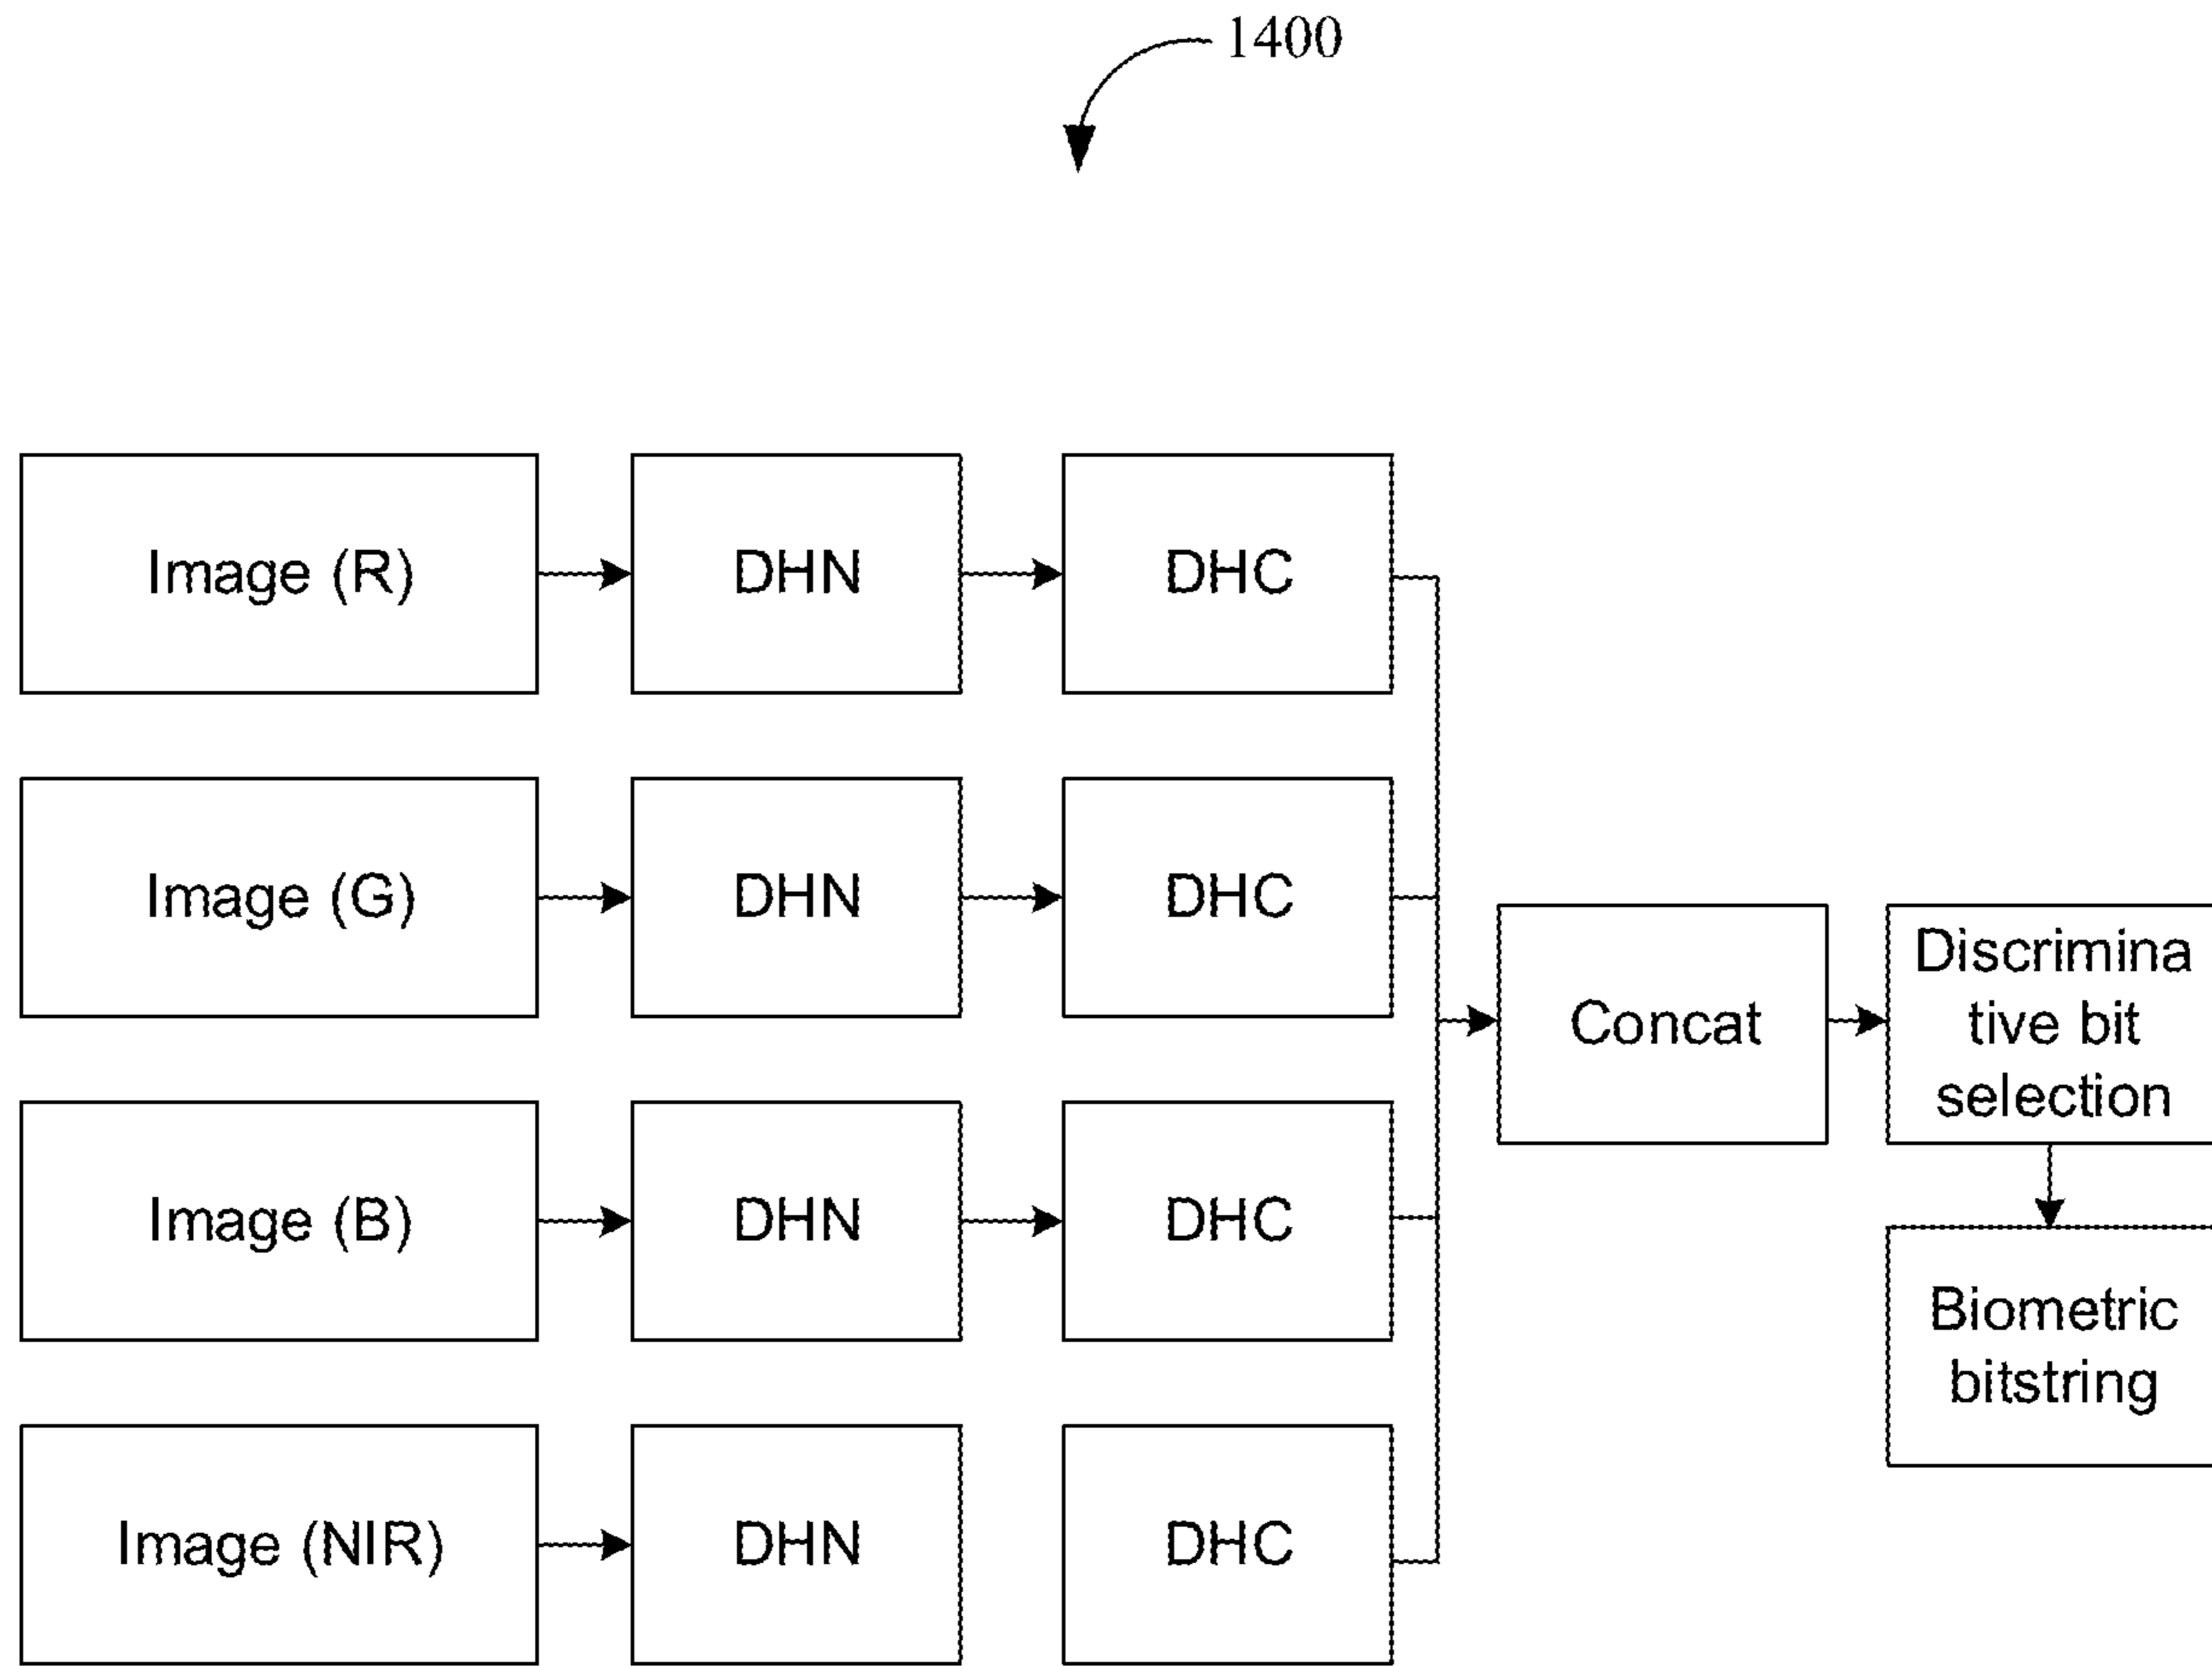 1400
Image (R)
DHN
DHC
Image (G)
DHN
DHC
Image (B)
DHN
DHC
Image (NIR)
DHN
DHC
Concat
Discrimina
tive bit
selection
Biometric
bitstring